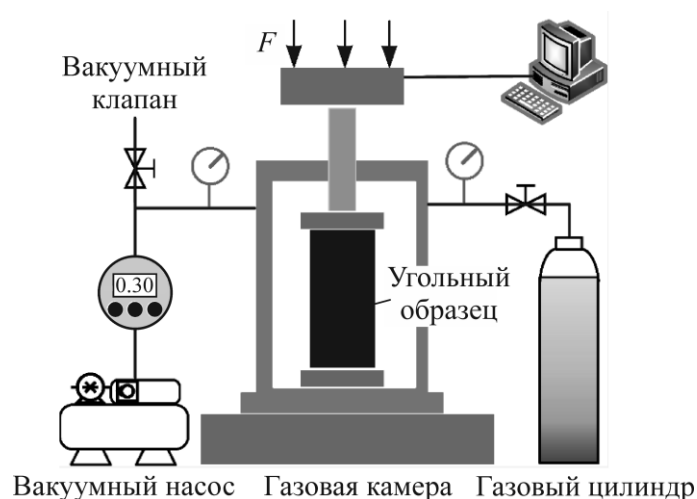 F
Вакуумный
клапан
Угольный
образец
0.30
Вакуумный насос Газовая камера Газовый цилиндр